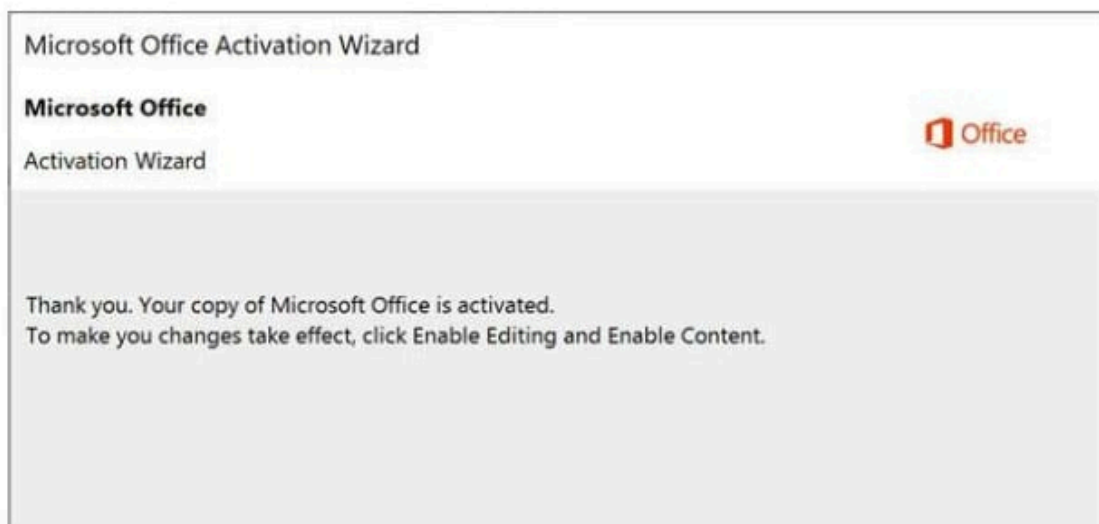 Microsoft Office Activation Wizard
Microsoft Office
Office
Activation Wizard
Thank you. Your copy of Microsoft Office is activated.
To make you changes take effect, click Enable Editing and Enable Content.